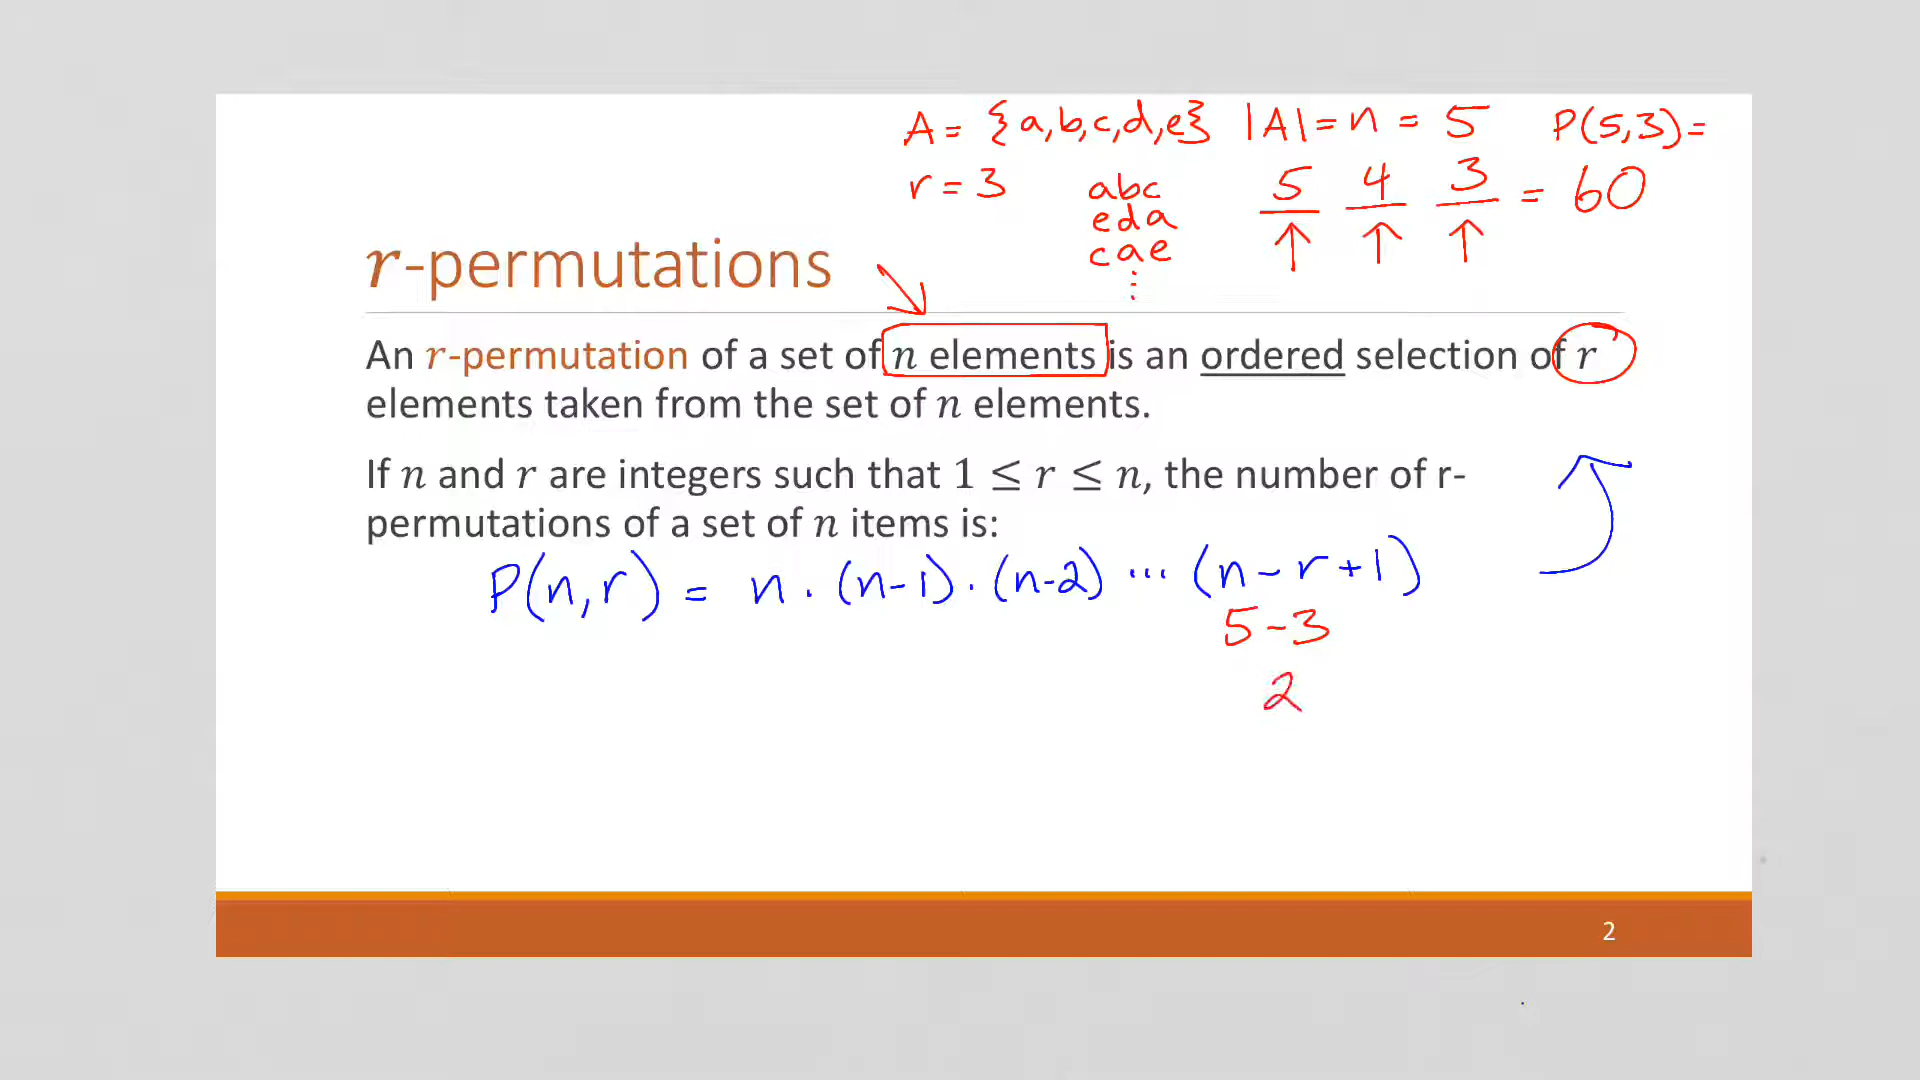 A = {a,b,c,d,e} |A| = n = 5 P(5,3) =
r = 3 abc 5 4 3 = 60
eda ↑ ↑ ↑
cae
⋮
r-permutations
An r-permutation of a set of n elements is an ordered selection of r
elements taken from the set of n elements.
If n and r are integers such that 1 ≤ r ≤ n, the number of r-
permutations of a set of n items is:
P(n,r) = n · (n-1) · (n-2) ··· (n-r+1)
5-3
2
2